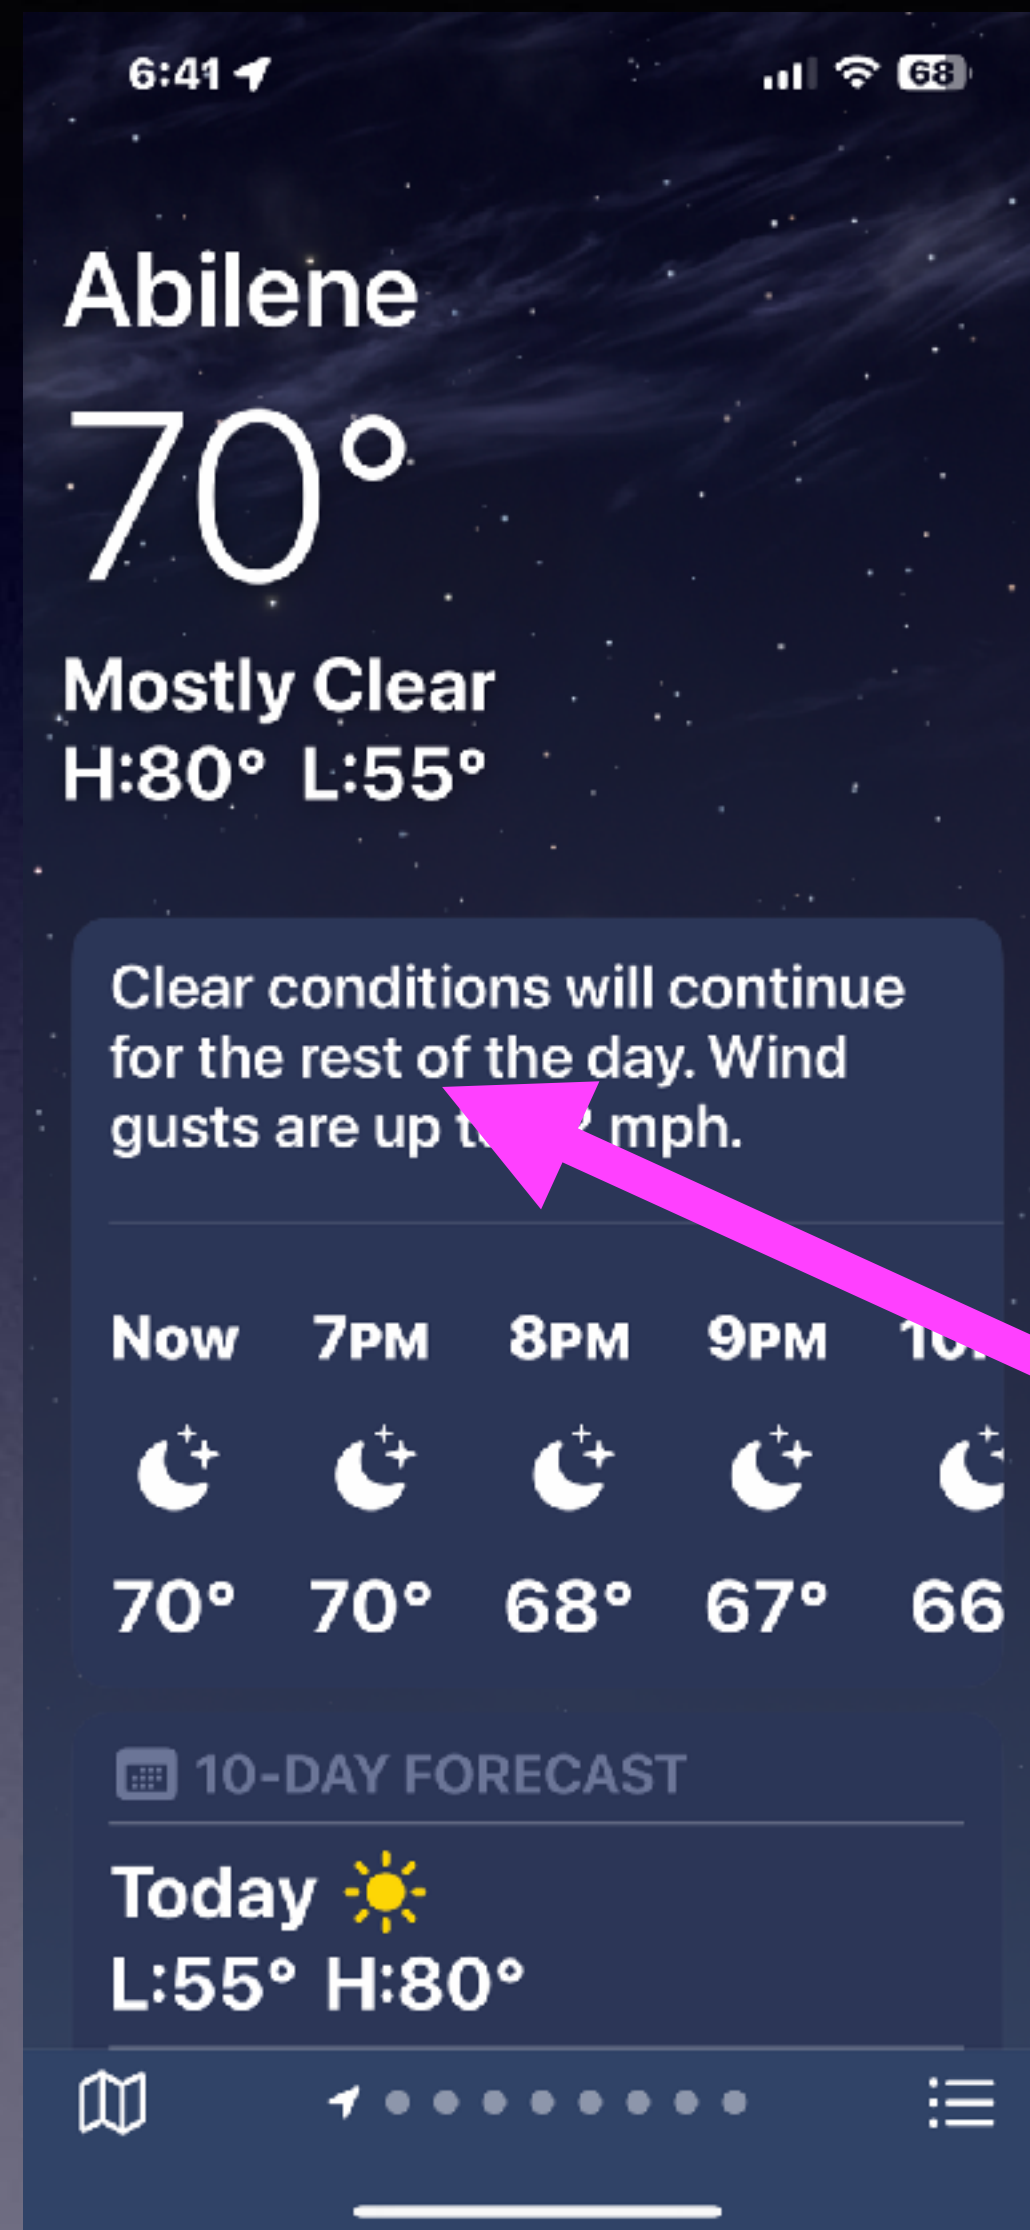 6:41 68
Abilene
70°
Mostly Clear
H:80° L:55°
Clear conditions will continue
for the rest of the day. Wind
gusts are up mph.
Now 7PM 8PM 9PM
70° 70° 68° 67° 66
10-DAY FORECAST
Today
L:55° H:80°